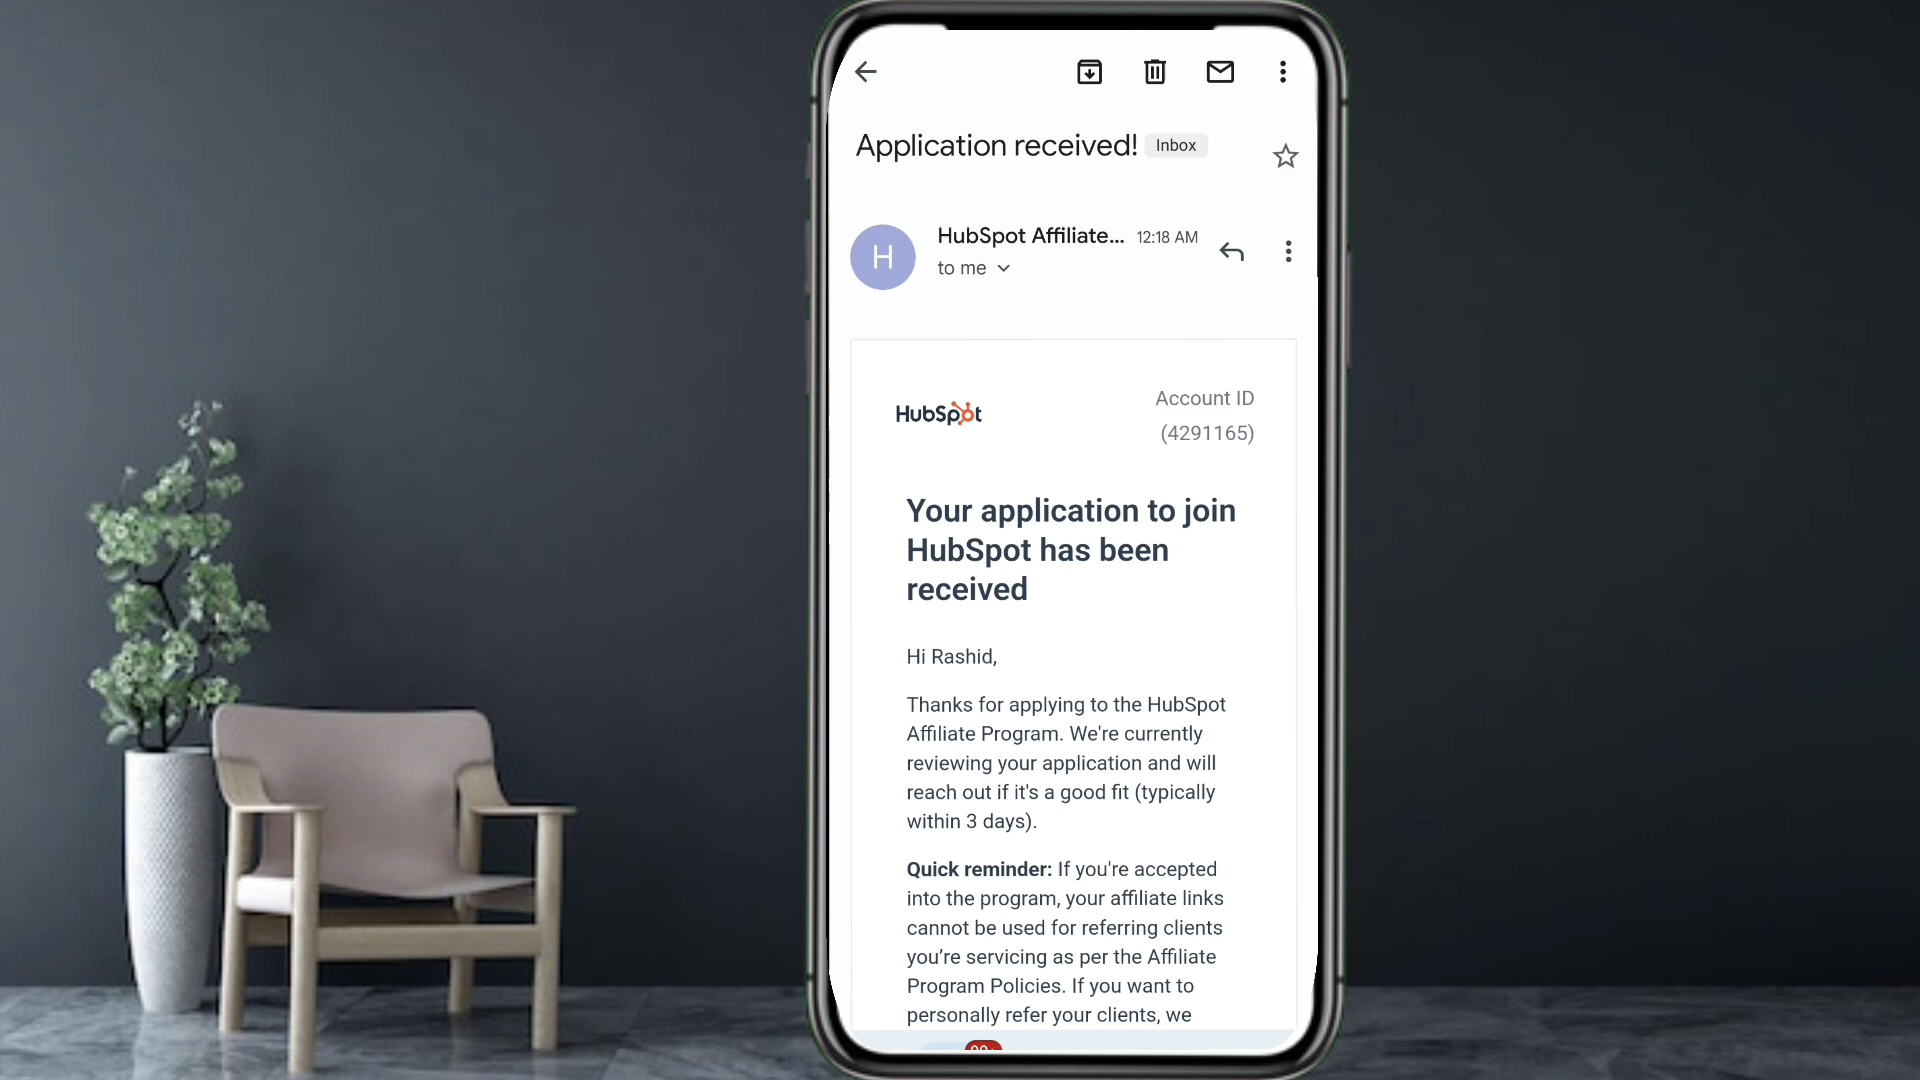 Application received! Inbox
H
HubSpot Affiliate... 12:18 AM
to me
HubSpot
Account ID
(4291165)
Your application to join
HubSpot has been
received
Hi Rashid,
Thanks for applying to the HubSpot
Affiliate Program. We're currently
reviewing your application and will
reach out if it's a good fit (typically
within 3 days).
Quick reminder: If you're accepted
into the program, your affiliate links
cannot be used for referring clients
you’re servicing as per the Affiliate
Program Policies. If you want to
personally refer your clients, we